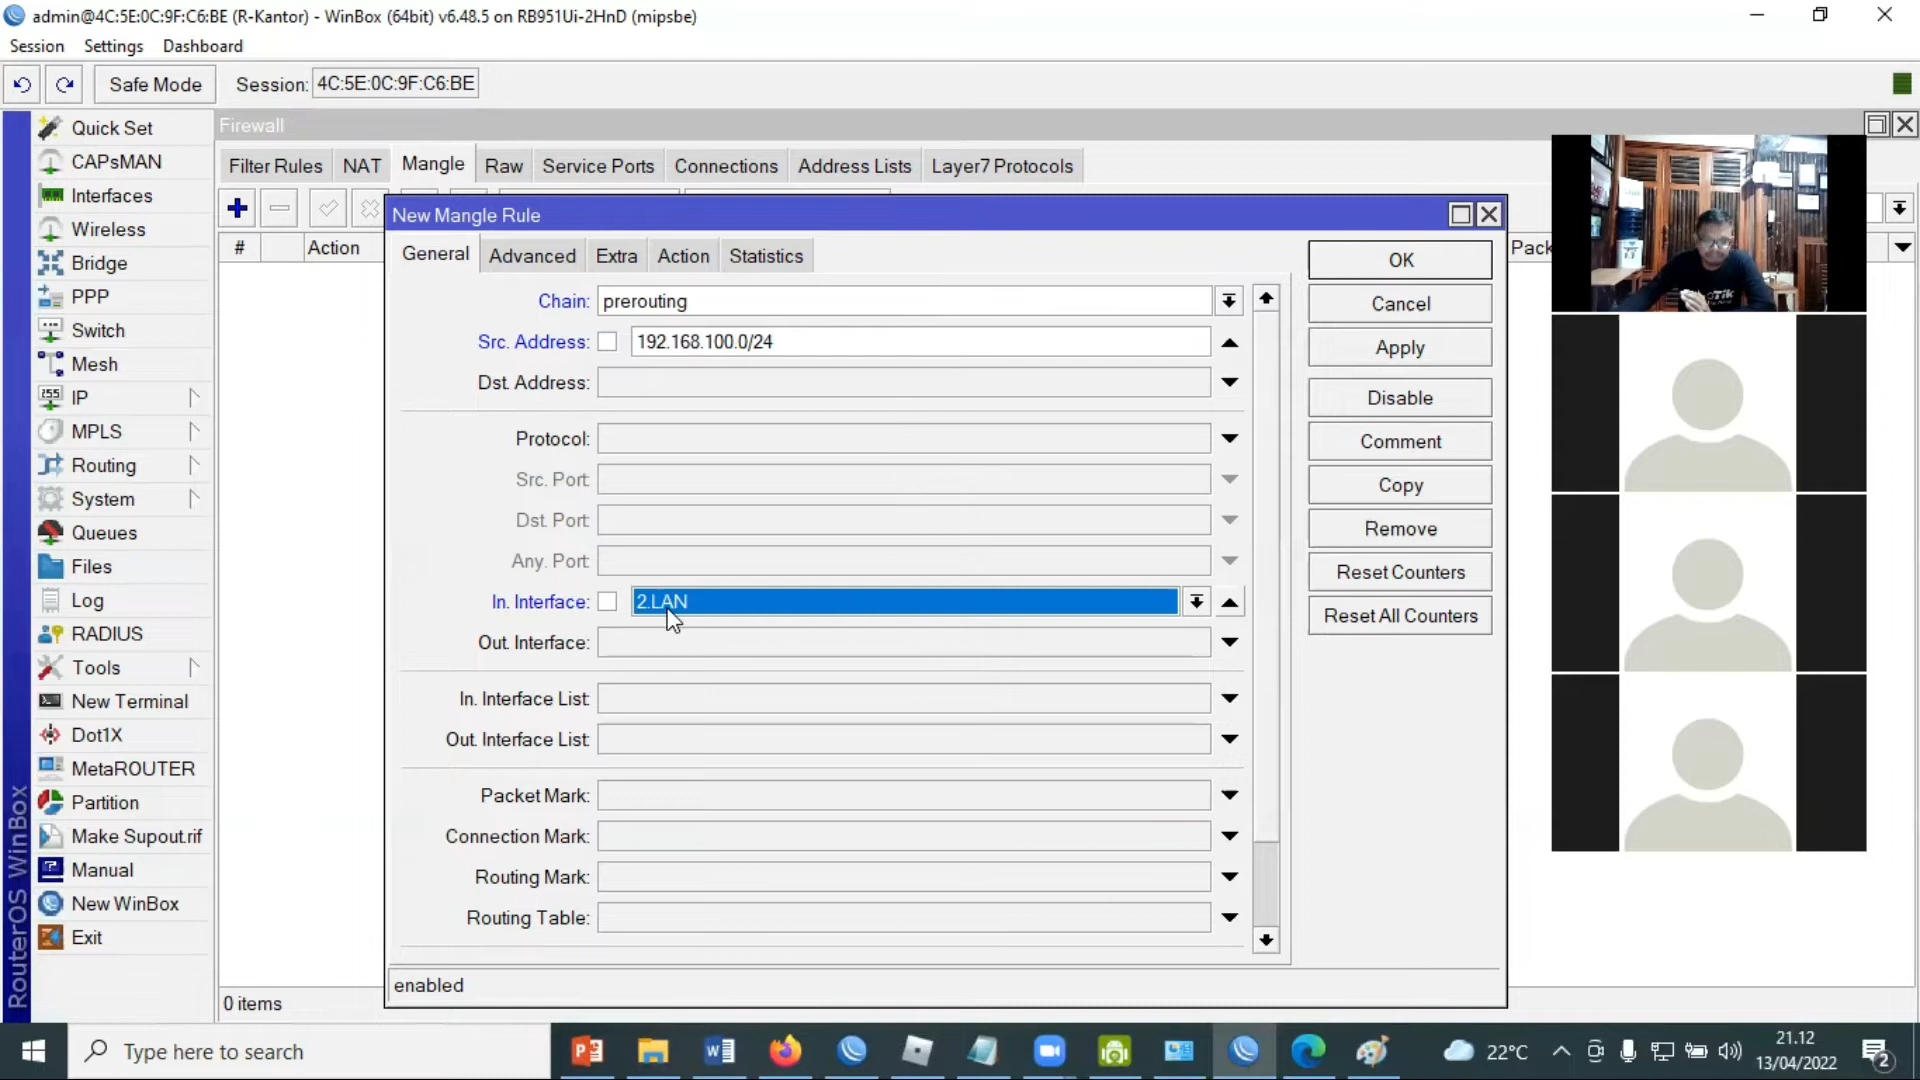 admin@4C:5E:0C:9F:C6:BE (R-Kantor) - WinBox (64bit) v6.48.5 on RB951Ui-2HnD (mipsbe)
Session Settings Dashboard
Safe Mode Session: 4C:5E:0C:9F:C6:BE
Quick Set
CAPsMAN
Interfaces
Wireless
Bridge
PPP
Switch
Mesh
IP
MPLS
Routing
System
Queues
Files
Log
RADIUS
Tools
New Terminal
Dot1X
MetaROUTER
Partition
Make Supout.rif
Manual
New WinBox
Exit
RouterOS WinBox
Firewall
Filter Rules NAT Mangle Raw Service Ports Connections Address Lists Layer7 Protocols
# Action Pack
New Mangle Rule
General Advanced Extra Action Statistics
Chain: prerouting
Src. Address: 192.168.100.0/24
Dst. Address:
Protocol:
Src. Port:
Dst. Port:
Any. Port:
In. Interface: 2.LAN
Out. Interface:
In. Interface List:
Out. Interface List:
Packet Mark:
Connection Mark:
Routing Mark:
Routing Table:
enabled
OK
Cancel
Apply
Disable
Comment
Copy
Remove
Reset Counters
Reset All Counters
0 items
Type here to search
22°C
21.12
13/04/2022
2